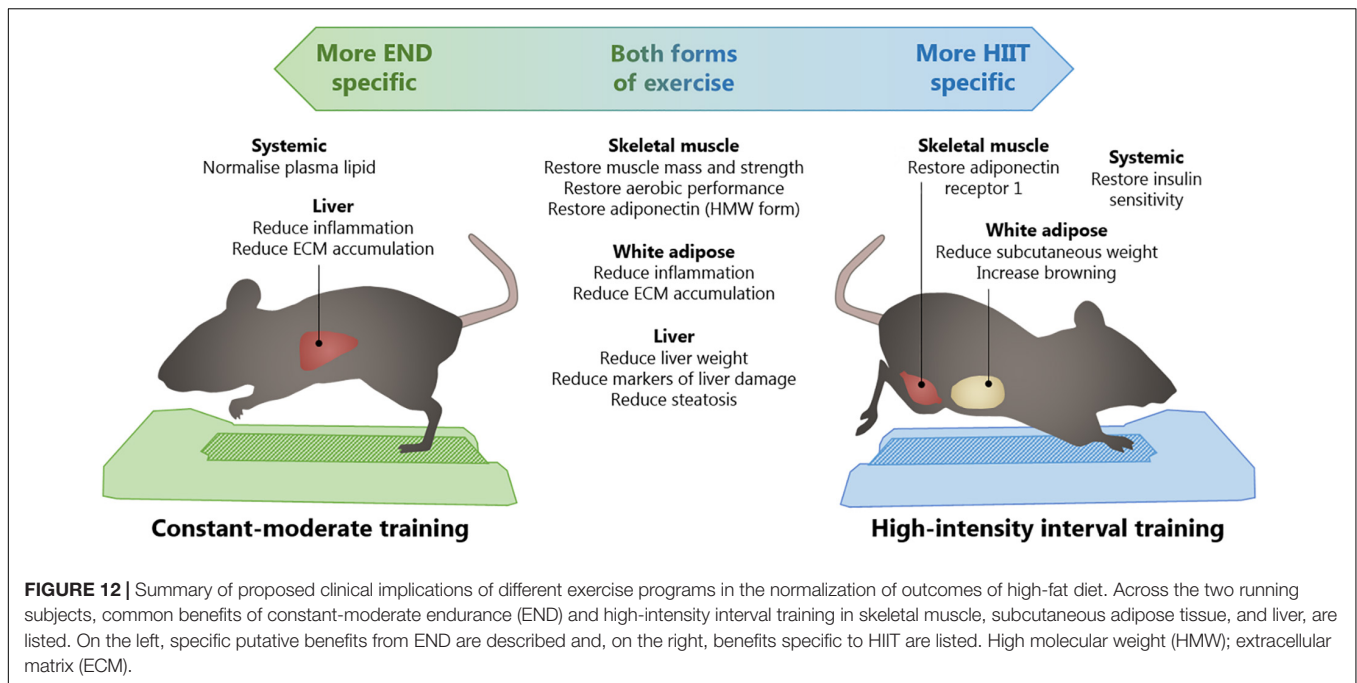 More END
specific
Both forms
of exercise
More HIIT
specific
Systemic
Normalise plasma lipid
Liver
Reduce inflammation
Reduce ECM accumulation
Skeletal muscle
Restore muscle mass and strength
Restore aerobic performance
Restore adiponectin (HMW form)
White adipose
Reduce inflammation
Reduce ECM accumulation
Liver
Reduce liver weight
Reduce markers of liver damage
Reduce steatosis
Skeletal muscle
Restore adiponectin
receptor 1
Systemic
Restore insulin
sensitivity
White adipose
Reduce subcutaneous weight
Increase browning
Constant-moderate training
High-intensity interval training
FIGURE 12 | Summary of proposed clinical implications of different exercise programs in the normalization of outcomes of high-fat diet. Across the two running
subjects, common benefits of constant-moderate endurance (END) and high-intensity interval training in skeletal muscle, subcutaneous adipose tissue, and liver, are
listed. On the left, specific putative benefits from END are described and, on the right, benefits specific to HIIT are listed. High molecular weight (HMW); extracellular
matrix (ECM).